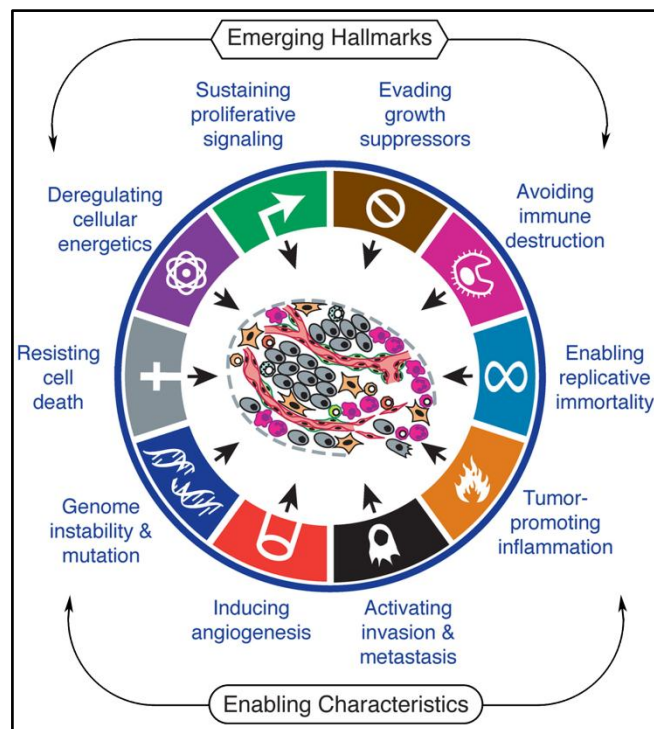 Emerging Hallmarks
Sustaining
proliferative
signaling
Evading
growth
suppressors
Deregulating
cellular
energetics
Avoiding
immune
destruction
Resisting
cell
death
Enabling
replicative
immortality
Genome
instability &
mutation
Tumor-
promoting
inflammation
Inducing
angiogenesis
Activating
invasion &
metastasis
Enabling Characteristics